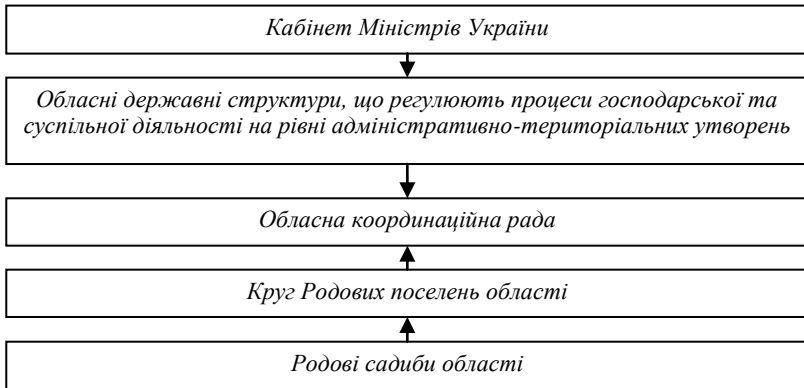 Кабінет Міністрів України
Обласні державні структури, що регулюють процеси господарської та
суспільної діяльності на рівні адміністративно-територіальних утворень
Обласна координаційна рада
Круг Родових поселень області
Родові садиби області